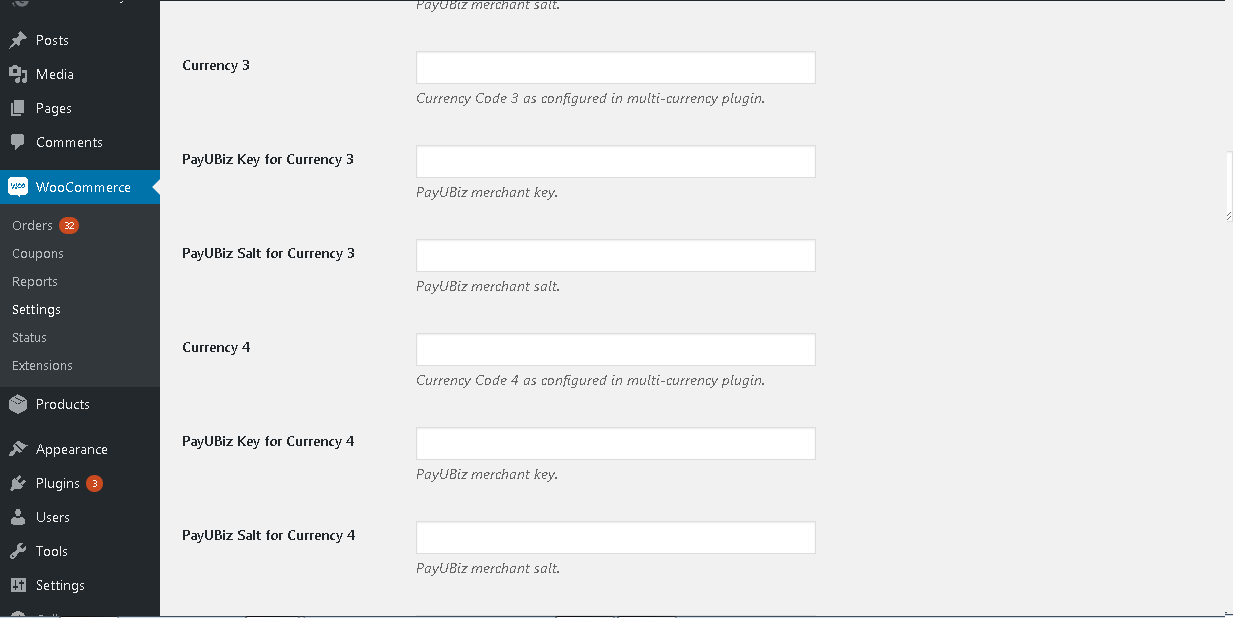 PayUBiz merchant salt.
Posts
Media
Pages
Comments
WooCommerce
Orders 32
Coupons
Reports
Settings
Status
Extensions
Products
Appearance
Plugins 3
Users
Tools
Settings
Currency 3
Currency Code 3 as configured in multi-currency plugin.
PayUBiz Key for Currency 3
PayUBiz merchant key.
PayUBiz Salt for Currency 3
PayUBiz merchant salt.
Currency 4
Currency Code 4 as configured in multi-currency plugin.
PayUBiz Key for Currency 4
PayUBiz merchant key.
PayUBiz Salt for Currency 4
PayUBiz merchant salt.